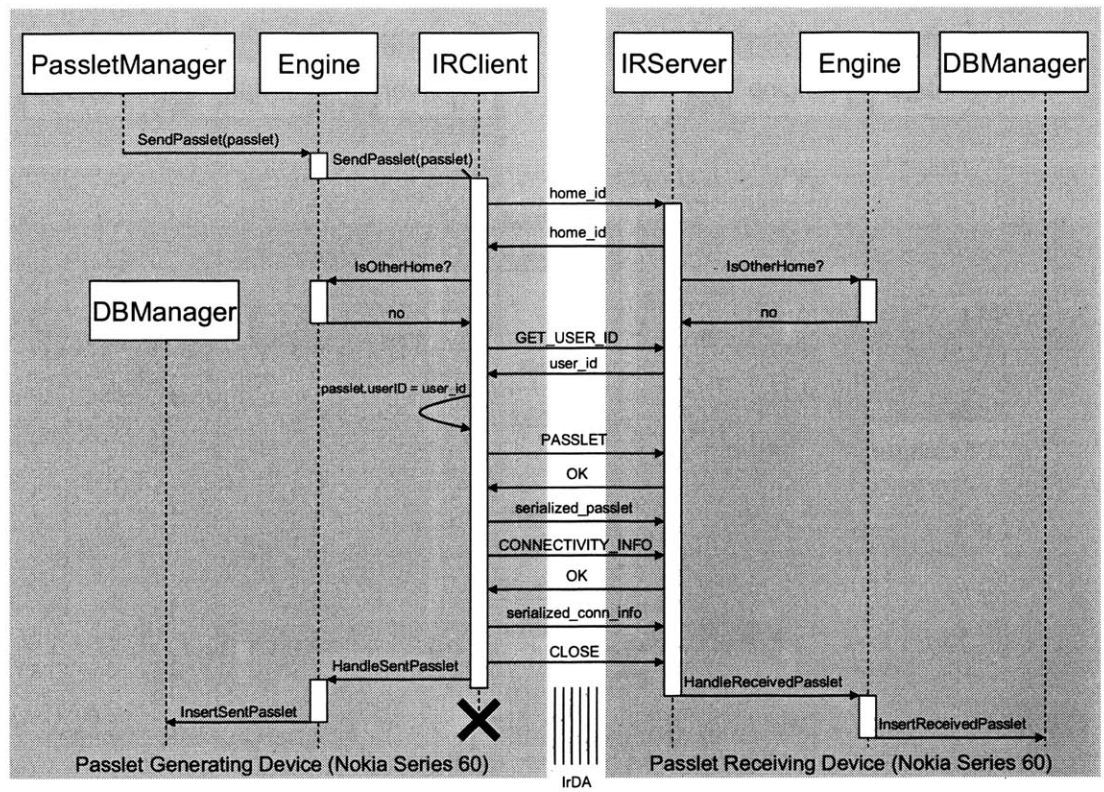 PassletManager
Engine
IRClient
IRServer
Engine
DBManager
SendPasslet(passlet)
SendPasslet(passlet)
home_id
home_id
IsOtherHome?
IsOtherHome?
DBManager
no
no
GET_USER_ID
user_id
passlet.userID = user_id
PASSLET
OK
serialized_passlet
CONNECTIVITY_INFO
OK
serialized_conn_info
CLOSE
HandleSentPasslet
HandleReceivedPasslet
InsertSentPasslet
InsertReceivedPasslet
Passlet Generating Device (Nokia Series 60)
Passlet Receiving Device (Nokia Series 60)
IrDA